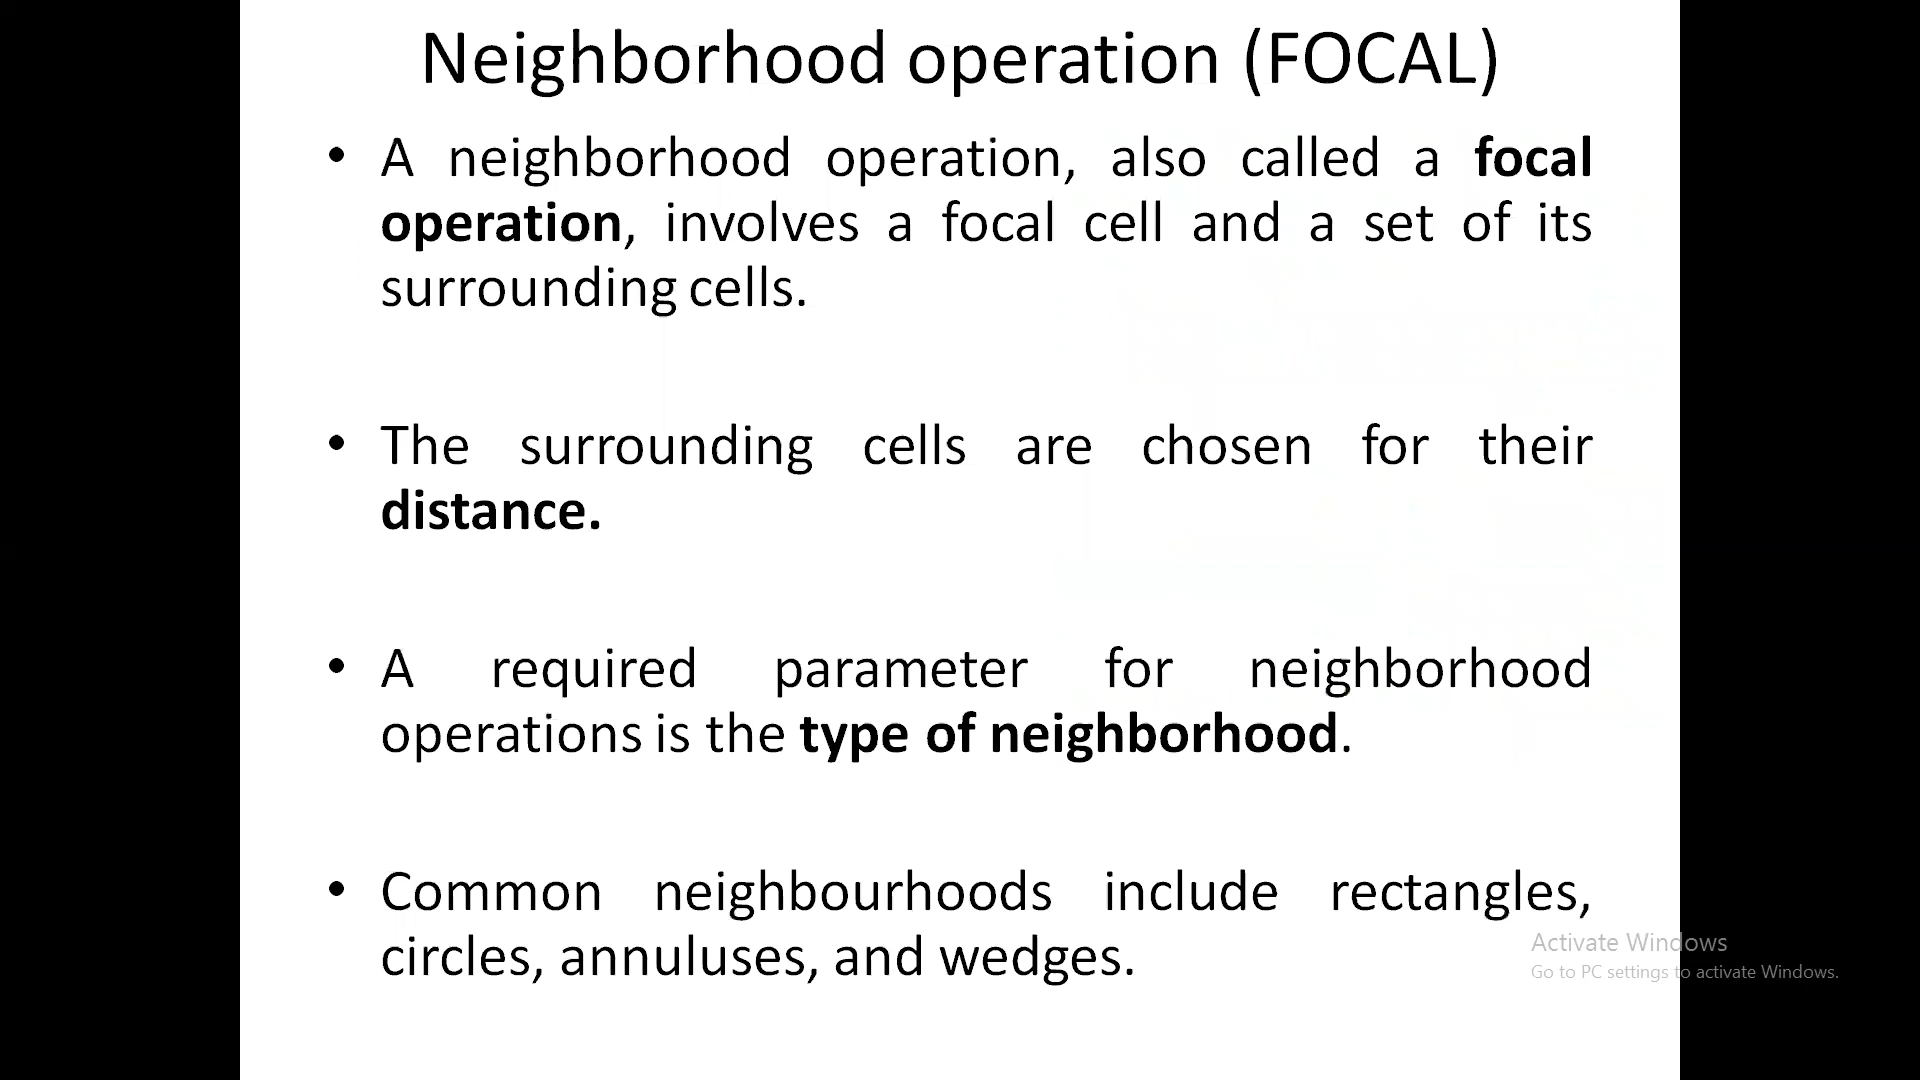 Neighborhood operation (FOCAL)
• A neighborhood operation, also called a focal
operation, involves a focal cell and a set of its
surrounding cells.
• The surrounding cells are chosen for their
distance.
• A required parameter for neighborhood
operations is the type of neighborhood.
• Common neighbourhoods include rectangles,
circles, annuluses, and wedges.
Activate Windows
Go to PC settings to activate Windows.